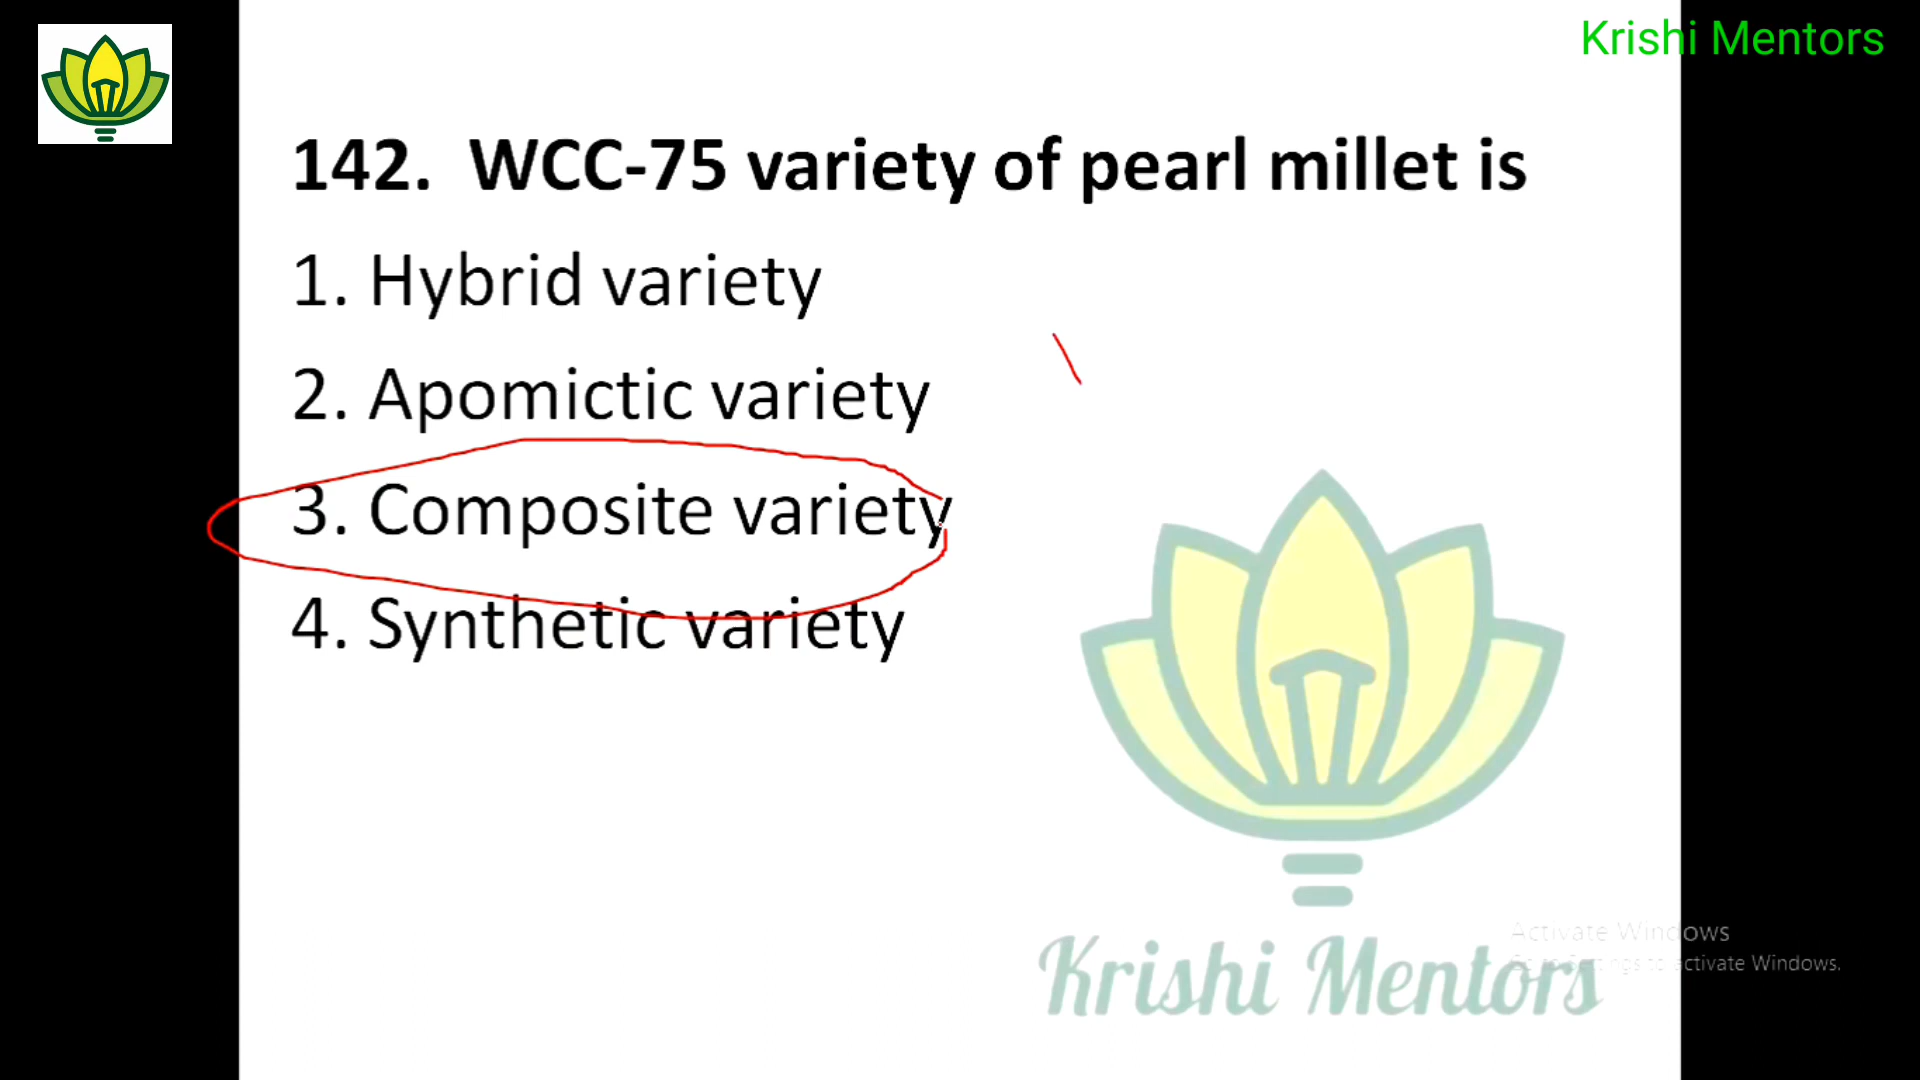 Krishi Mentors
142. WCC-75 variety of pearl millet is
1. Hybrid variety
2. Apomictic variety
3. Composite variety
4. Synthetic variety
Activate Windows
Go to Settings to activate Windows.
Krishi Mentors